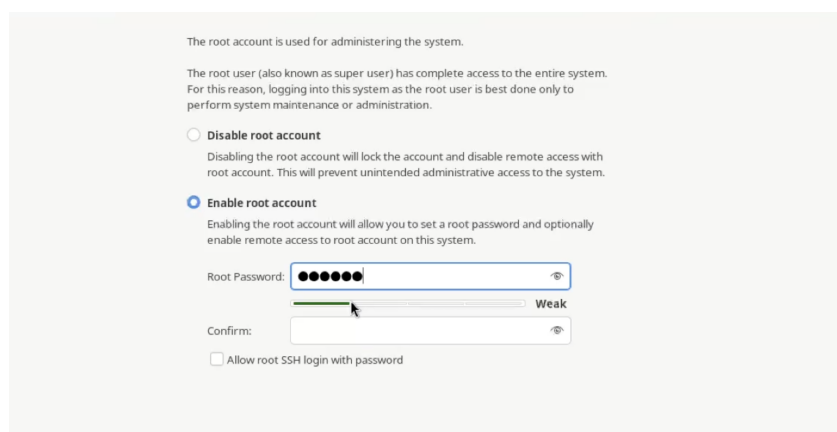 The root account is used for administering the system.
The root user (also known as super user) has complete access to the entire system.
For this reason, logging into this system as the root user is best done only to
perform system maintenance or administration.
Disable root account
Disabling the root account will lock the account and disable remote access with
root account. This will prevent unintended administrative access to the system.
Enable root account
Enabling the root account will allow you to set a root password and optionally
enable remote access to root account on this system.
Root Password: ●●●●●●
Weak
Confirm:
Allow root SSH login with password